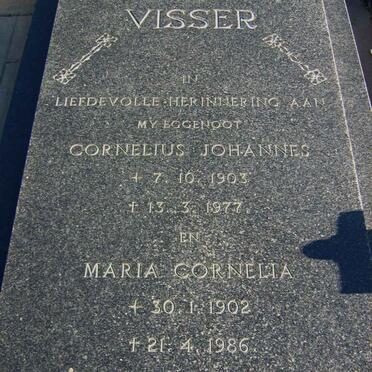 VISSER
IN
LIEFDEVOLLE HERINNERING AAN
MY EGGENOOT
CORNELIUS JOHANNES
+ 7. 10. 1903
+ 13. 3. 1977
EN
MARIA CORNELIA
+ 30. 1. 1902
+ 21. 4. 1986